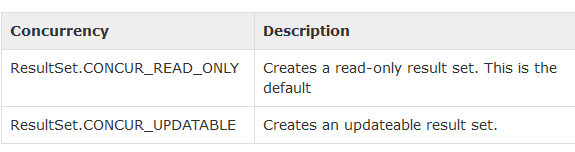 Concurrency Description
ResultSet.CONCUR_READ_ONLY Creates a read-only result set. This is the
default
ResultSet.CONCUR_UPDATABLE Creates an updateable result set.